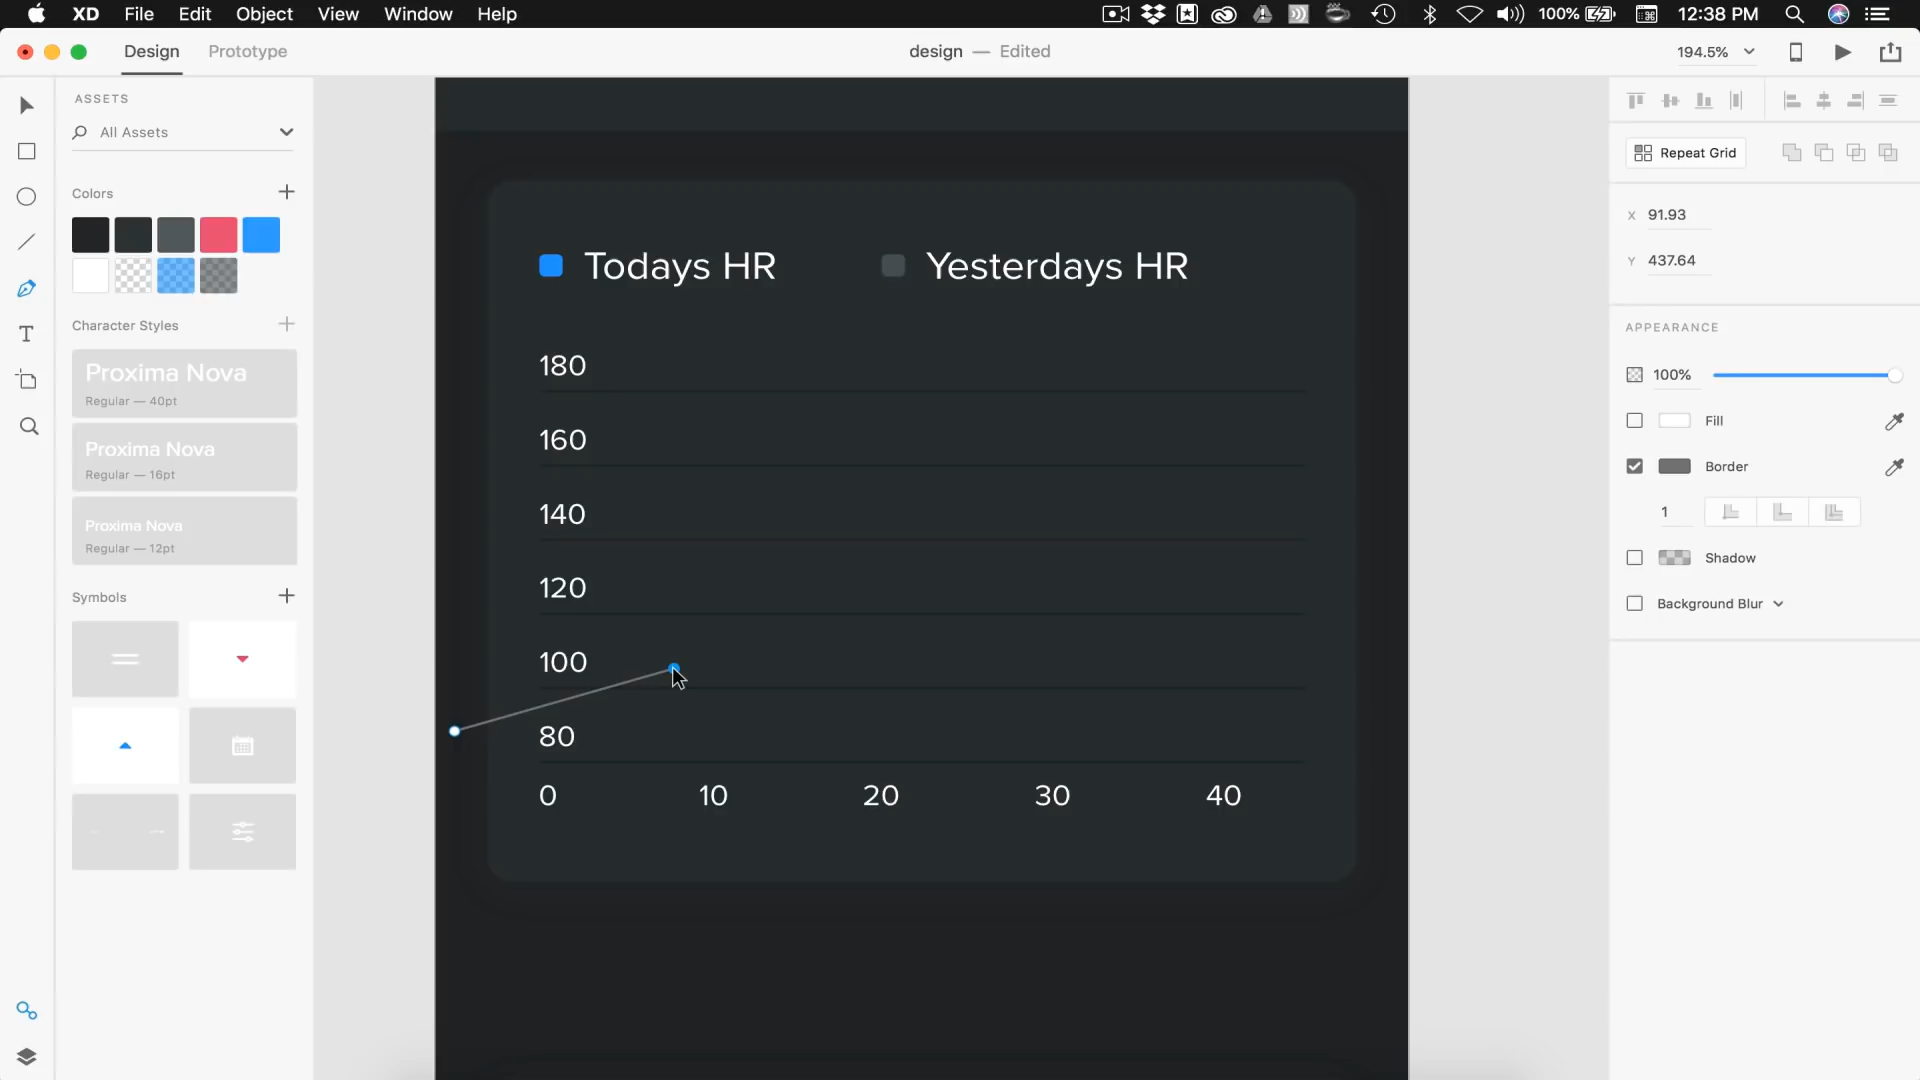 XD File Edit Object View Window Help 100% 12:38 PM
Design Prototype design — Edited 194.5%
ASSETS
All Assets
Colors
Character Styles
Proxima Nova
Regular — 40pt
Proxima Nova
Regular — 16pt
Proxima Nova
Regular — 12pt
Symbols
Todays HR Yesterdays HR
180
160
140
120
100
80
0 10 20 30 40
Repeat Grid
X 91.93
Y 437.64
APPEARANCE
100%
Fill
Border
1
Shadow
Background Blur